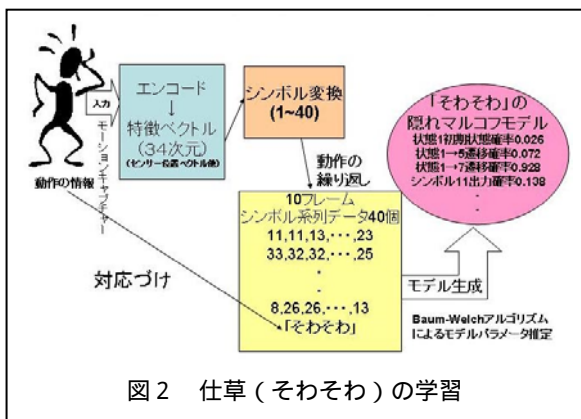 入力
モーションキャプチャー
動作の情報
エンコード
↓
特徴ベクトル
(34次元)
(センサー位置ベクトル値)
シンボル変換
(1~40)
動作の
繰り返し
10フレーム
シンボル系列データ40個
11,11,13,・・・,23
33,32,32,・・・,25
・
・
8,26,26,・・・,13
「そわそわ」
対応づけ
「そわそわ」の
隠れマルコフモデル
状態1初期状態確率0.026
状態1→5遷移確率0.072
状態1→7遷移確率0.928
シンボル11出力確率0.138
・
・
モデル生成
Baum-Welchアルゴリズム
によるモデルパラメータ推定
図2 仕草(そわそわ)の学習